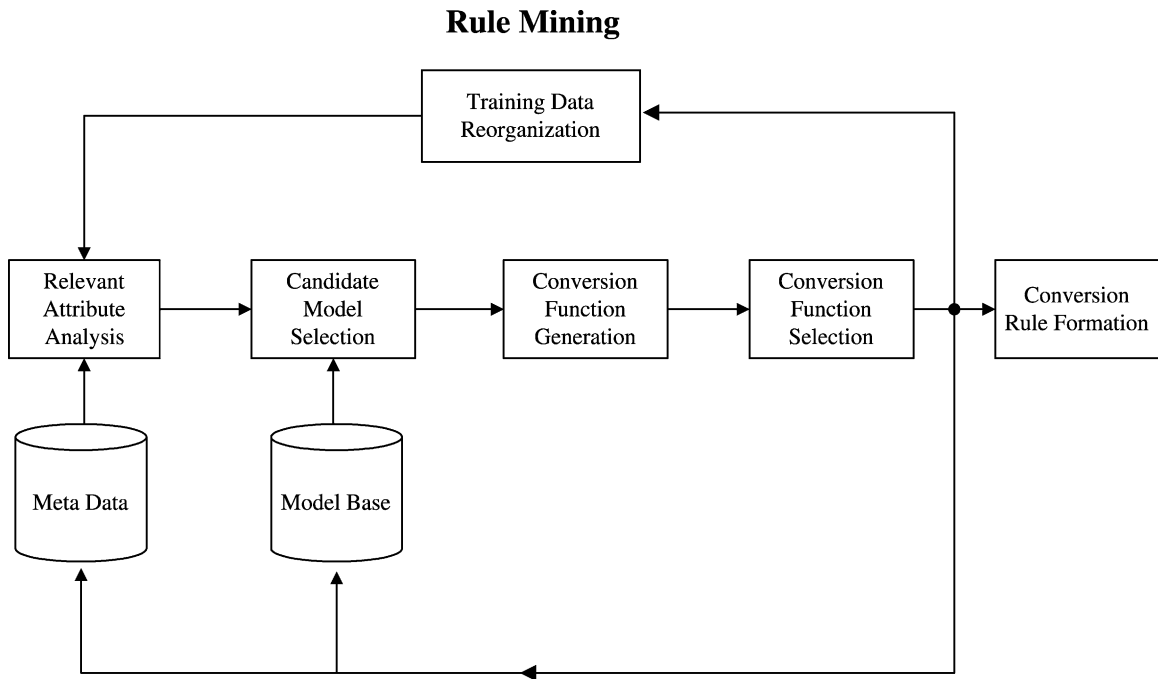 Rule Mining
Training Data
Reorganization
Relevant
Attribute
Analysis
Candidate
Model
Selection
Conversion
Function
Generation
Conversion
Function
Selection
Conversion
Rule Formation
Meta Data
Model Base